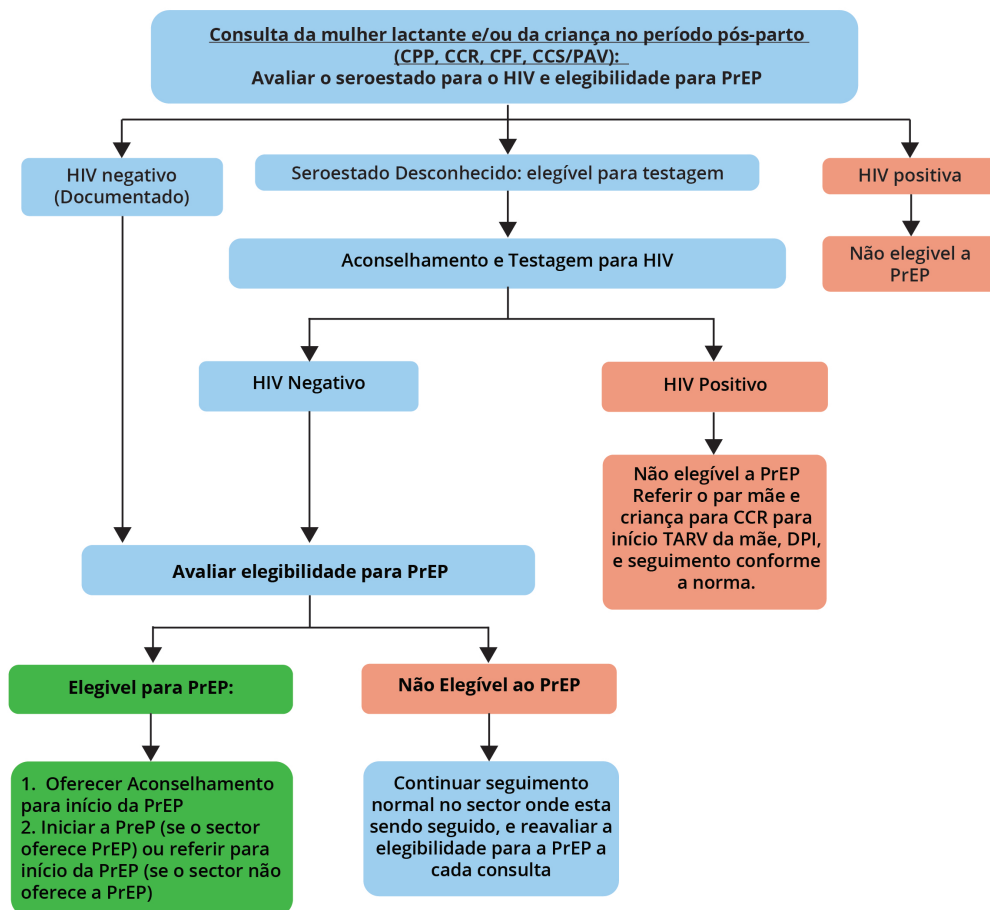 Consulta da mulher lactante e/ou da criança no período pós-parto
(CPP, CCR, CPF, CCS/PAV):
Avaliar o seroestado para o HIV e elegibilidade para PrEP
HIV negativo
(Documentado)
Seroestado Desconhecido: elegível para testagem
HIV positiva
Aconselhamento e Testagem para HIV
Não elegivel a
PrEP
HIV Negativo
HIV Positivo
Não elegível a PrEP
Referir o par mãe e
criança para CCR para
início TARV da mãe, DPI,
e seguimento conforme
a norma.
Avaliar elegibilidade para PrEP
Elegivel para PrEP:
Não Elegível ao PrEP
1. Oferecer Aconselhamento
para início da PrEP
2. Iniciar a PreP (se o sector
oferece PrEP) ou referir para
início da PrEP (se o sector não
oferece a PrEP)
Continuar seguimento
normal no sector onde esta
sendo seguido, e reavaliar a
elegibilidade para a PrEP a
cada consulta